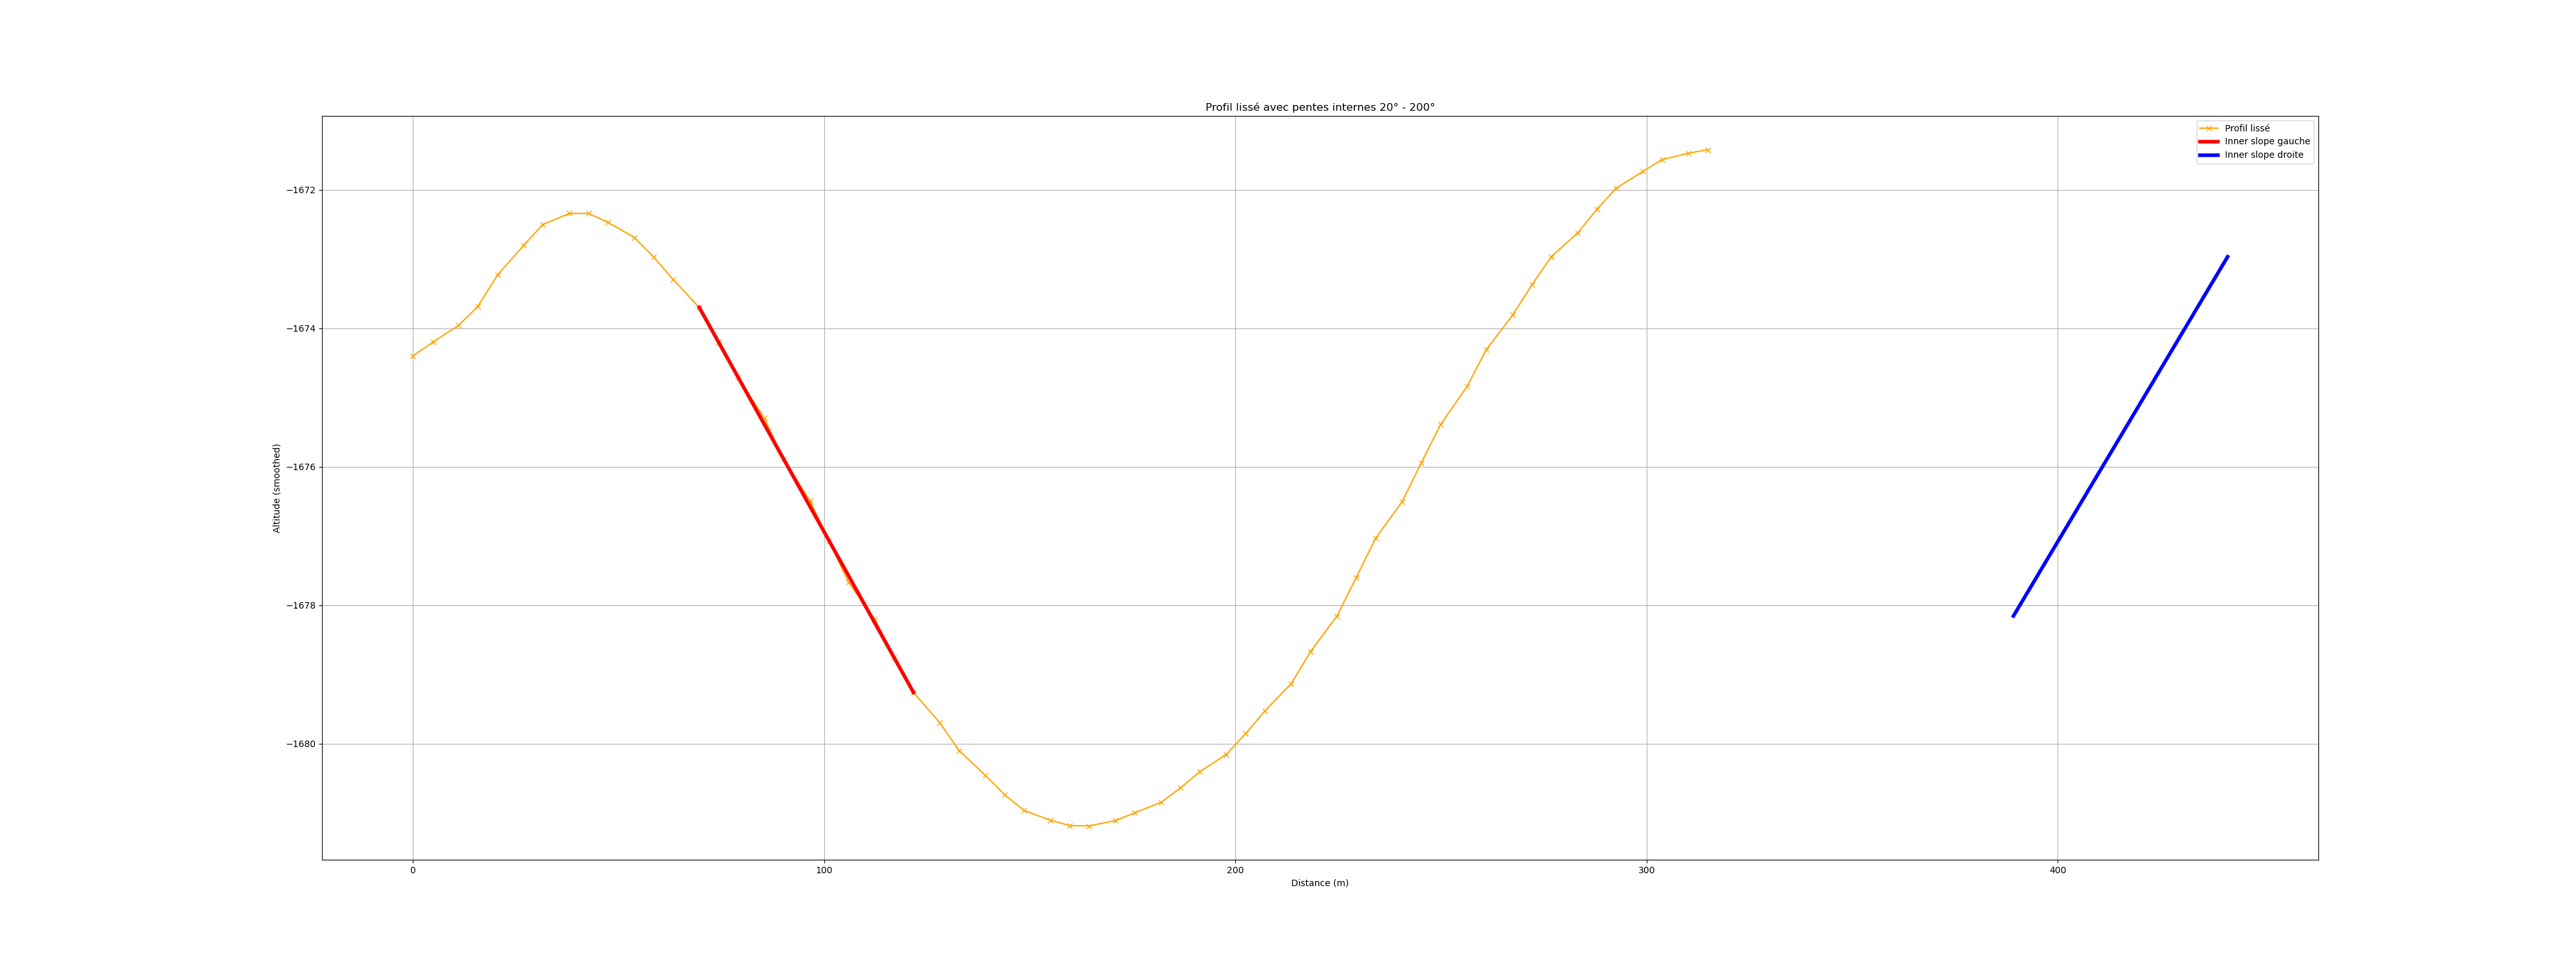 Profil lissé avec pentes internes 20° - 200°
Profil lissé
Inner slope gauche
Inner slope droite
−1672
−1674
−1676
−1678
−1680
Altitude (smoothed)
0 100 200 300 400
Distance (m)